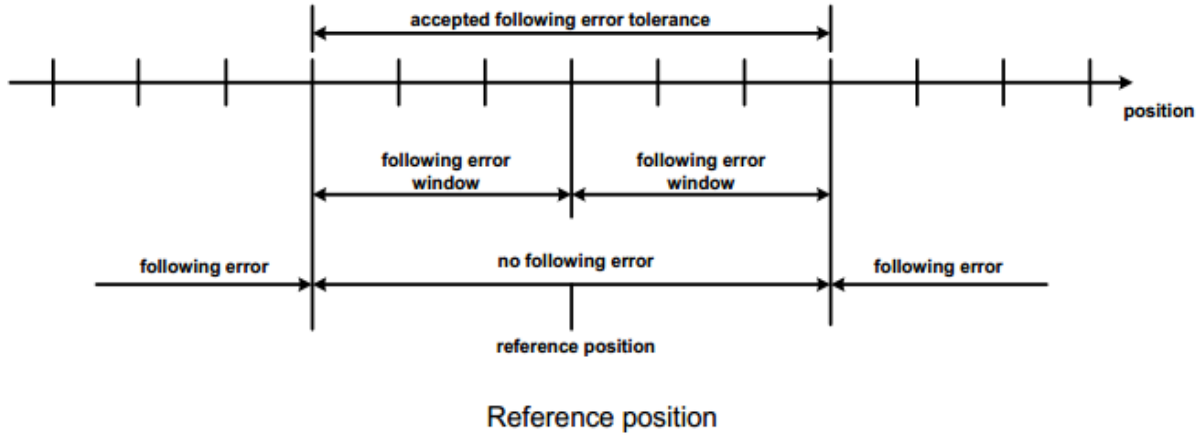 accepted following error tolerance
position
following error
window
following error
window
following error
no following error
following error
reference position
Reference position